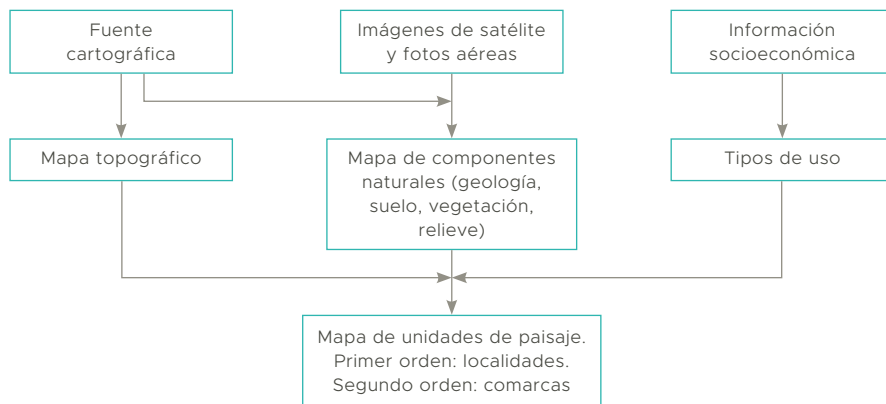 Fuente
cartográfica
Imágenes de satélite
y fotos aéreas
Información
socioeconómica
Mapa topográfico
Mapa de componentes
naturales (geología,
suelo, vegetación,
relieve)
Tipos de uso
Mapa de unidades de paisaje.
Primer orden: localidades.
Segundo orden: comarcas